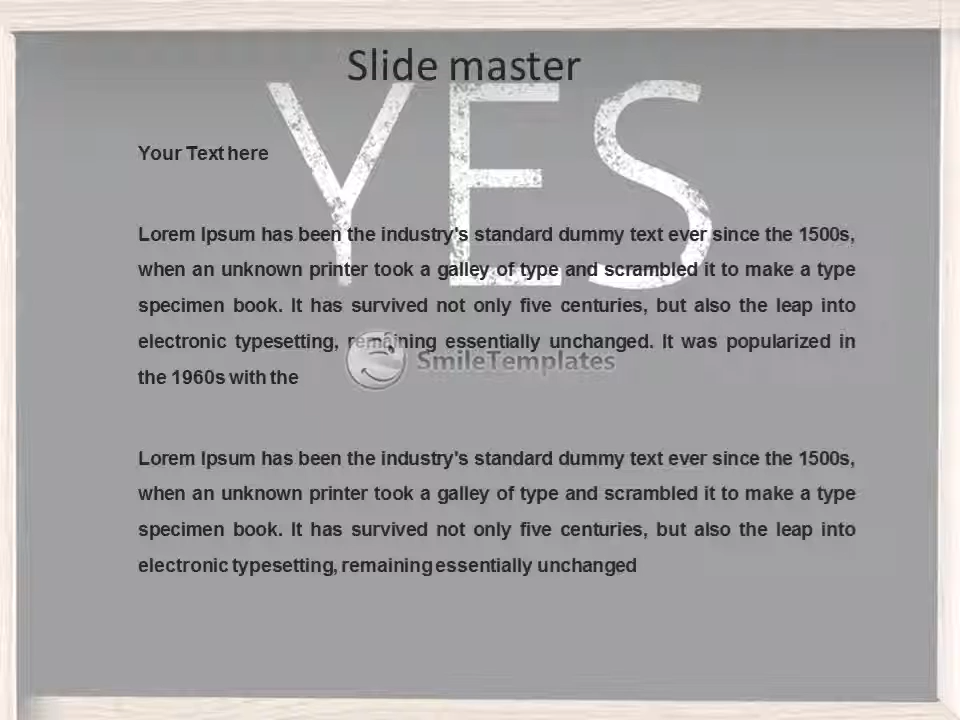 Slide master
YES
Your Text here
Lorem Ipsum has been the industry's standard dummy text ever since the 1500s,
when an unknown printer took a galley of type and scrambled it to make a type
specimen book. It has survived not only five centuries, but also the leap into
electronic typesetting, remaining essentially unchanged. It was popularized in
SmileTemplates
the 1960s with the
Lorem Ipsum has been the industry's standard dummy text ever since the 1500s,
when an unknown printer took a galley of type and scrambled it to make a type
specimen book. It has survived not only five centuries, but also the leap into
electronic typesetting, remaining essentially unchanged